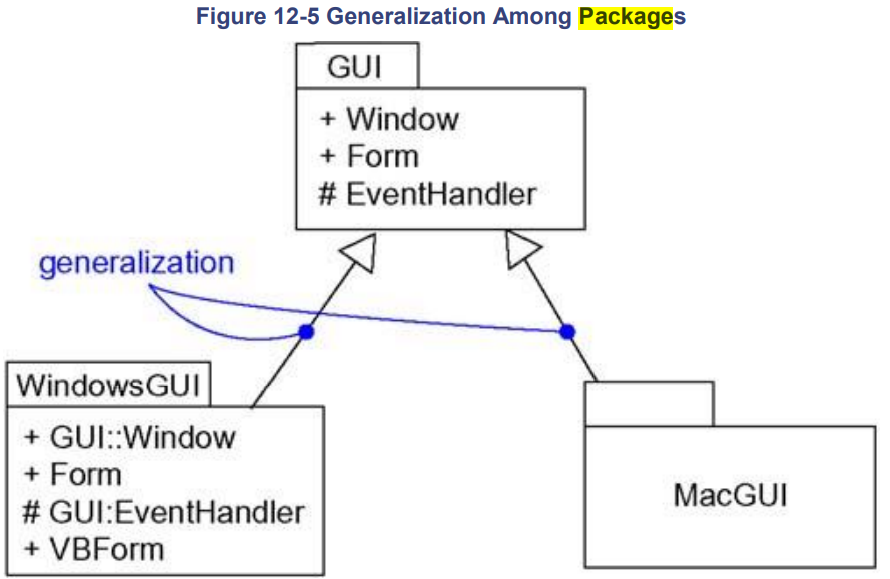 Figure 12-5 Generalization Among Packages
GUI
+ Window
+ Form
# EventHandler
generalization
WindowsGUI
+ GUI::Window
+ Form
# GUI:EventHandler
+ VBForm
MacGUI